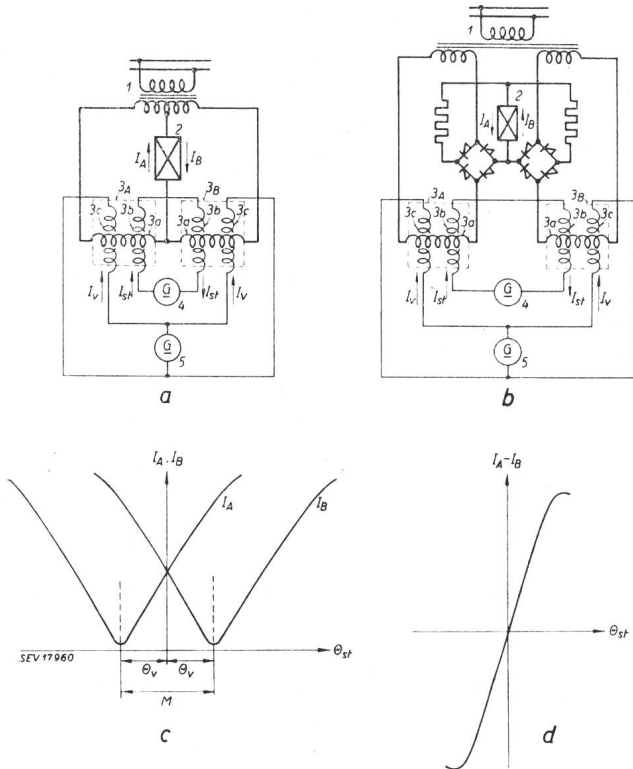 1
2
I_A
I_B
3_A
3_B
3c
3b
3a
3a
3b
3c
I_v
I_st
G
4
I_st
I_v
G
5
a
1
2
I_A
I_B
3_A
3_B
3c
3b
3a
3a
3b
3c
I_v
I_st
G
4
I_st
I_v
G
5
b
I_A, I_B
I_A
I_B
Θ_st
SEV 17960
Θ_v
Θ_v
M
c
I_A-I_B
Θ_st
d